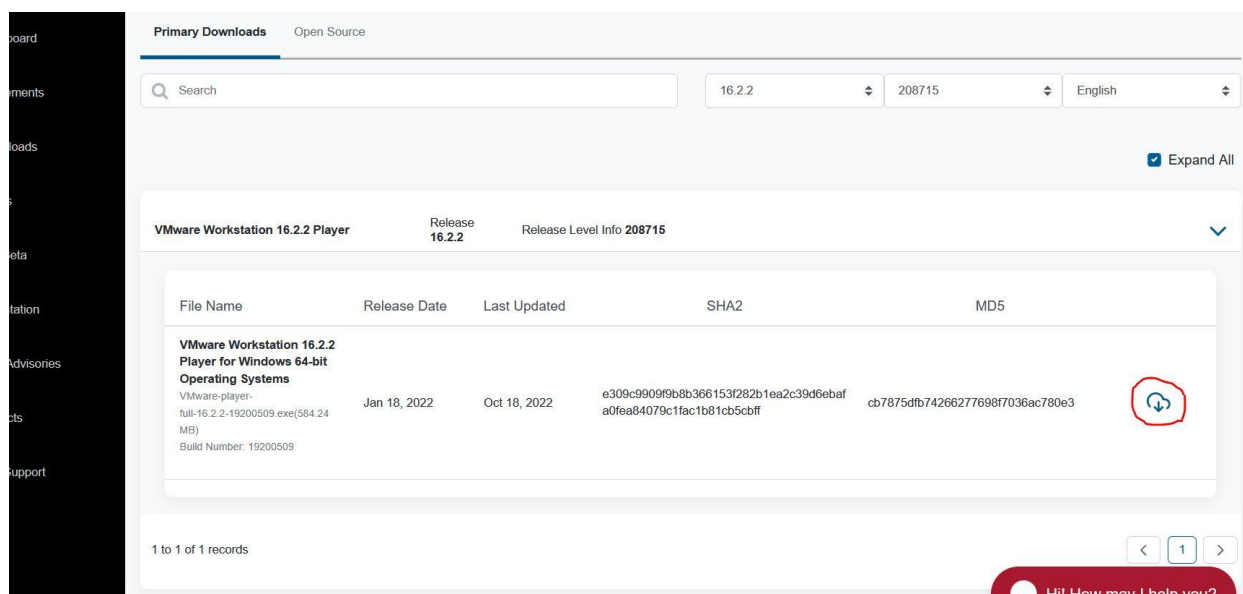 board
Primary Downloads Open Source
ements
Search 16.2.2 208715 English
loads
Expand All
s
VMware Workstation 16.2.2 Player Release 16.2.2 Release Level Info 208715
eta
tation
File Name Release Date Last Updated SHA2 MD5
VMware Workstation 16.2.2
Player for Windows 64-bit
Operating Systems
Advisories
VMware-player-
full-16.2.2-19200509.exe(584.24
MB)
Build Number: 19200509
Jan 18, 2022 Oct 18, 2022
e309c9909f9b8b366153f282b1ea2c39d6ebaf
a0fea84079c1fac1b81cb5cbff
cb7875dfb74266277698f7036ac780e3
cts
Support
1 to 1 of 1 records
1
Hi! How may I help you?